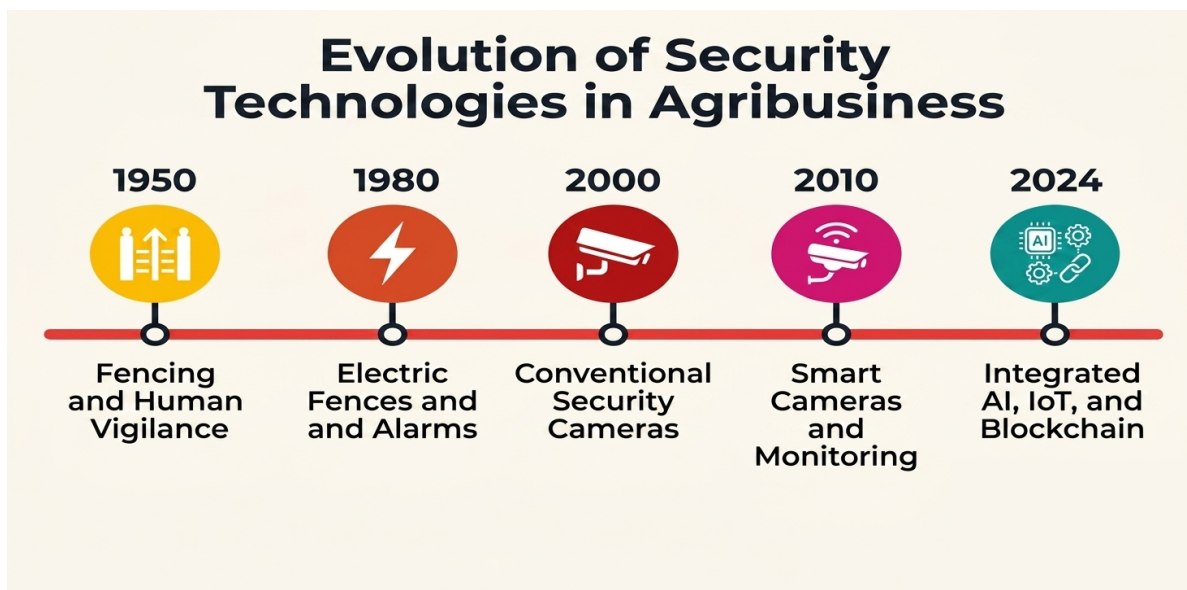 Evolution of Security
Technologies in Agribusiness
1950
1980
2000
2010
2024
AI
Fencing
and Human
Vigilance
Electric
Fences and
and Alarms
Conventional
Security
Cameras
Smart
Cameras
and
Monitoring
Integrated
AI, IoT, and
Blockchain